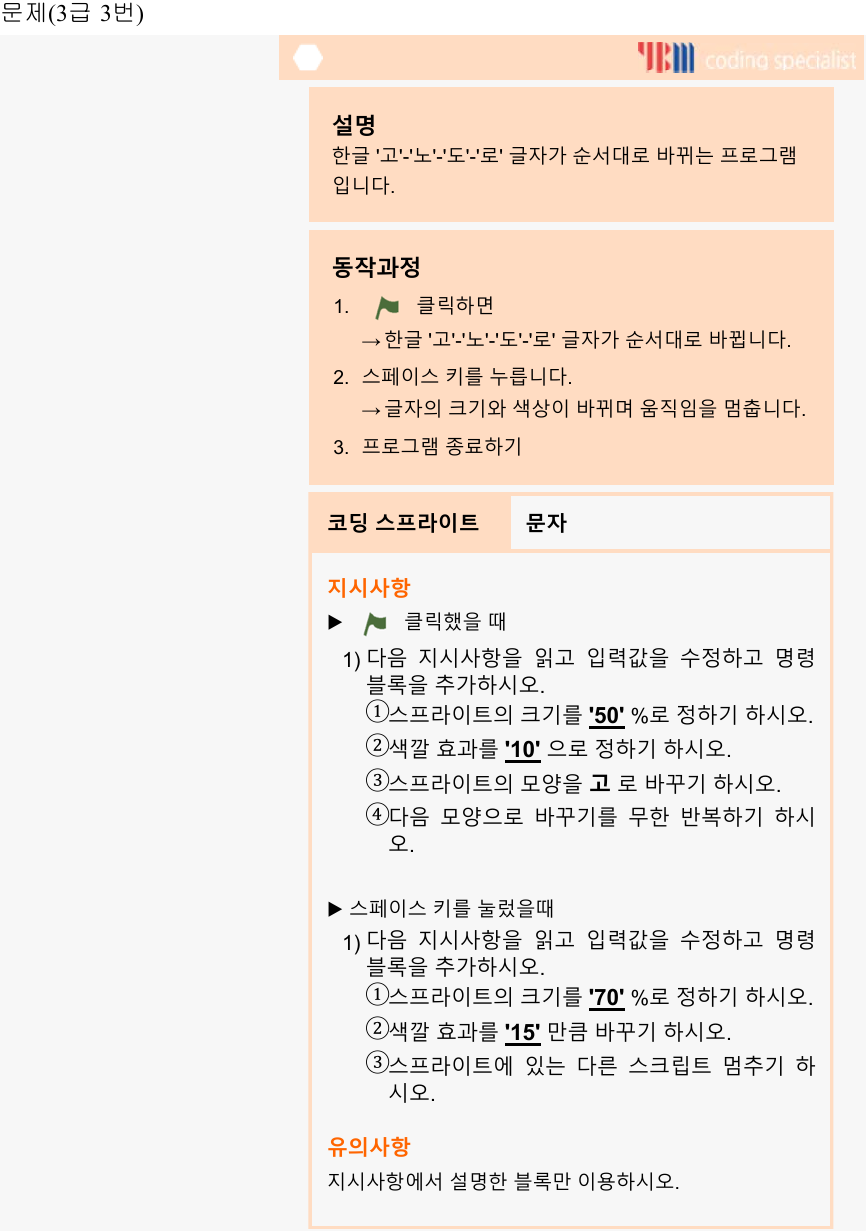 문제(3급 3번)
YBM coding specialist
설명
한글 '고'-'노'-'도'-'로' 글자가 순서대로 바뀌는 프로그램
입니다.
동작과정
1. 클릭하면
→한글 '고'-'노'-'도'-'로' 글자가 순서대로 바뀝니다.
2. 스페이스 키를 누릅니다.
→글자의 크기와 색상이 바뀌며 움직임을 멈춥니다.
3. 프로그램 종료하기
코딩 스프라이트 문자
지시사항
▶ 클릭했을 때
1) 다음 지시사항을 읽고 입력값을 수정하고 명령
블록을 추가하시오.
①스프라이트의 크기를 '50' %로 정하기 하시오.
②색깔 효과를 '10' 으로 정하기 하시오.
③스프라이트의 모양을 고 로 바꾸기 하시오.
④다음 모양으로 바꾸기를 무한 반복하기 하시
오.
▶ 스페이스 키를 눌렀을때
1) 다음 지시사항을 읽고 입력값을 수정하고 명령
블록을 추가하시오.
①스프라이트의 크기를 '70' %로 정하기 하시오.
②색깔 효과를 '15' 만큼 바꾸기 하시오.
③스프라이트에 있는 다른 스크립트 멈추기 하
시오.
유의사항
지시사항에서 설명한 블록만 이용하시오.